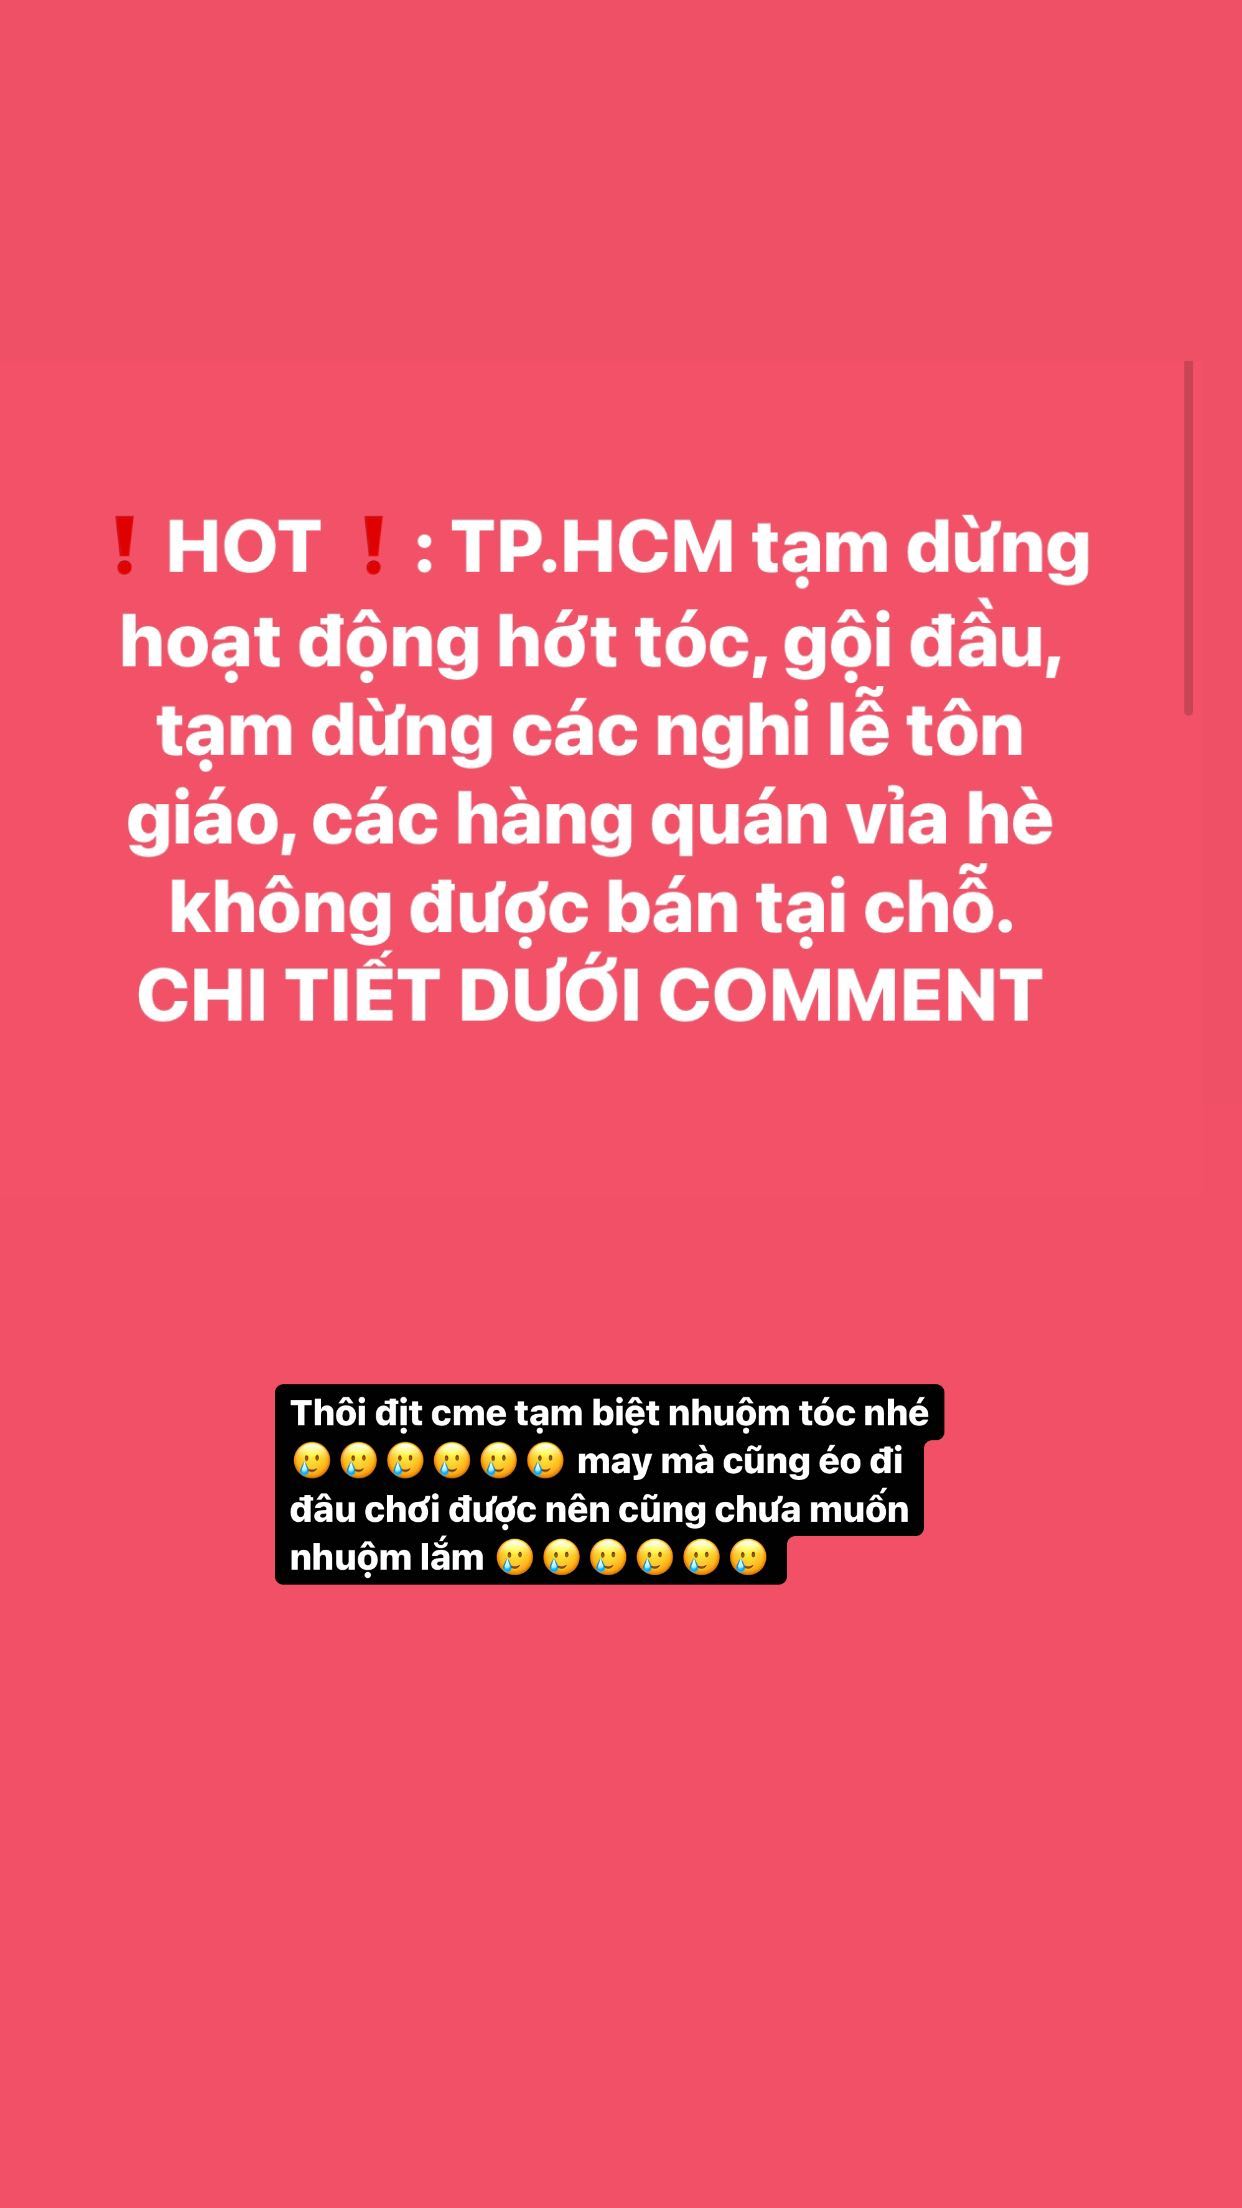 ❗HOT ❗: TP.HCM tạm dừng
hoạt động hớt tóc, gội đầu,
tạm dừng các nghi lễ tôn
giáo, các hàng quán vỉa hè
không được bán tại chỗ.
CHI TIẾT DƯỚI COMMENT
Thôi địt cme tạm biệt nhuộm tóc nhé
🥲🥲🥲🥲🥲🥲 may mà cũng éo đi
đâu chơi được nên cũng chưa muốn
nhuộm lắm 🥲🥲🥲🥲🥲🥲